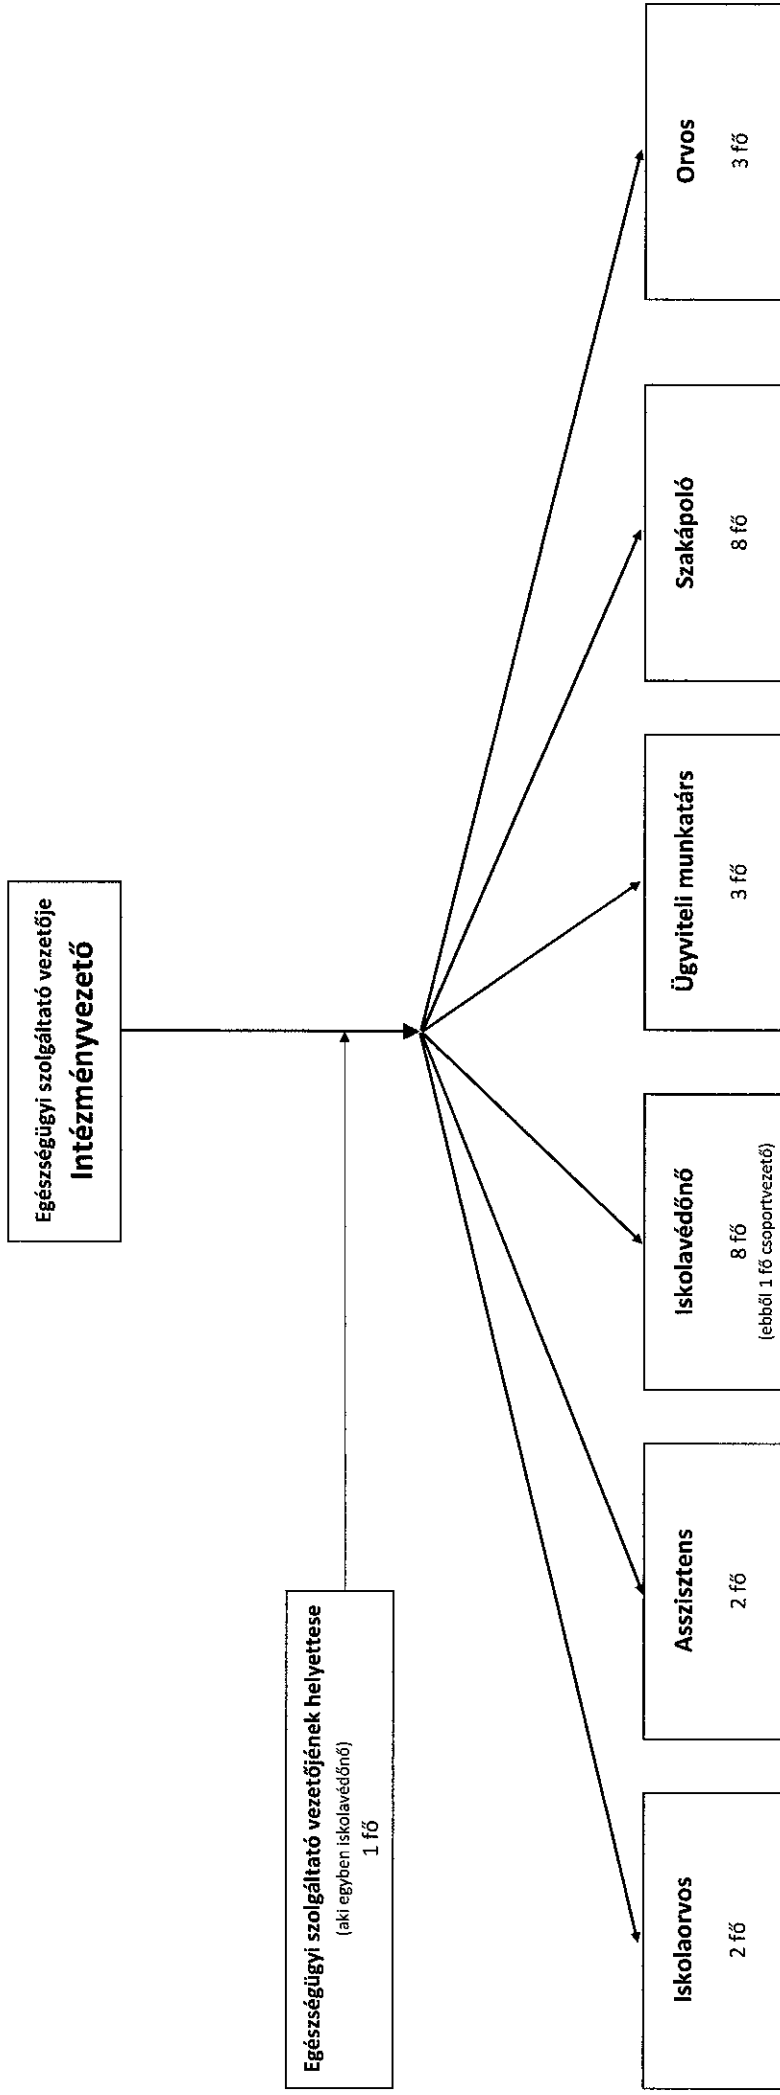 Egészségügyi szolgáltató vezetője
Intézményvezető
Egészségügyi szolgáltató vezetőjének helyettese
(aki egyben iskolavédőnő)
1 fő
Iskolaorvos
2 fő
Asszisztens
2 fő
Iskolavédőnő
8 fő
(ebből 1 fő csoportvezető)
Ügyviteli munkatárs
3 fő
Szakápoló
8 fő
Orvos
3 fő